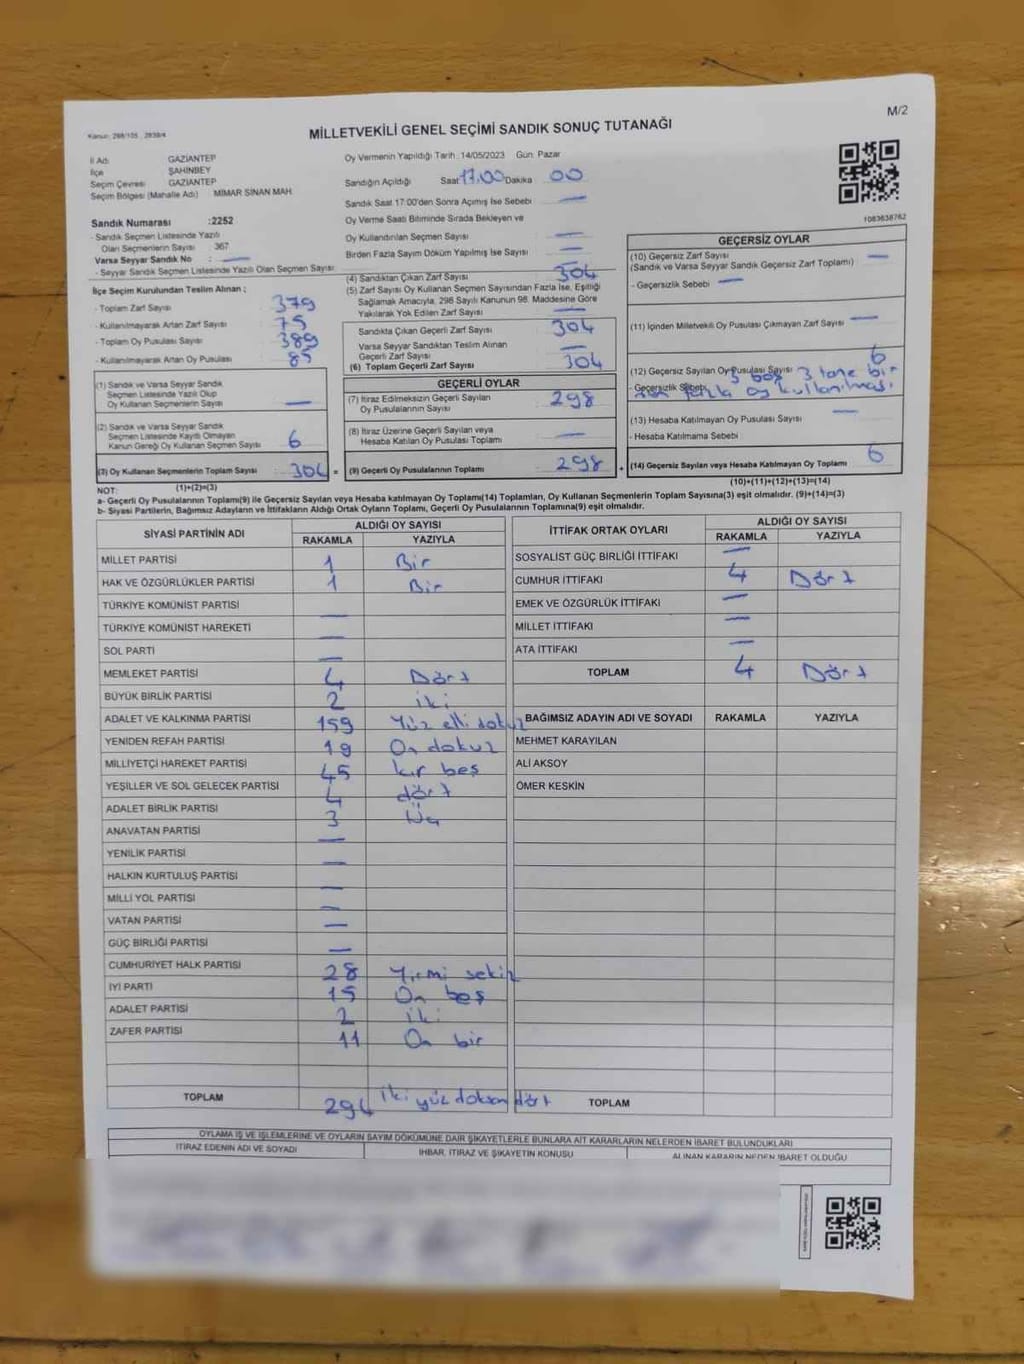 Kanun: 298/105, 2839/4
M/2
MİLLETVEKİLİ GENEL SEÇİMİ SANDIK SONUÇ TUTANAĞI
İl Adı GAZİANTEP
İlçe ŞAHİNBEY
Seçim Çevresi GAZİANTEP
Seçim Bölgesi (Mahalle Adı) MİMAR SİNAN MAH.
Sandık Numarası :2252
- Sandık Seçmen Listesinde Yazılı
Olan Seçmenlerin Sayısı 367
Varsa Seyyar Sandık No : —
- Seyyar Sandık Seçmen Listesinde Yazılı Olan Seçmen Sayısı
İlçe Seçim Kurulundan Teslim Alınan ;
- Toplam Zarf Sayısı 379
- Kullanılmayarak Artan Zarf Sayısı 75
- Toplam Oy Pusulası Sayısı 389
- Kullanılmayarak Artan Oy Pusulası 85
(1) Sandık ve Varsa Seyyar Sandık
Seçmen Listesinde Yazılı Olup
Oy Kullanan Seçmenlerin Sayısı —
(2) Sandık ve Varsa Seyyar Sandık
Seçmen Listesinde Kayıtlı Olmayan
Kanun Gereği Oy Kullanan Seçmen Sayısı 6
(3) Oy Kullanan Seçmenlerin Toplam Sayısı 304 =
(1)+(2)=(3)
Oy Vermenin Yapıldığı Tarih :14/05/2023 Gün: Pazar
Sandığın Açıldığı Saat 17.00 Dakika 00
Sandık Saat 17:00'den Sonra Açılmış İse Sebebi —
Oy Verme Saati Bitiminde Sırada Bekleyen ve
Oy Kullandırılan Seçmen Sayısı —
Birden Fazla Sayım Döküm Yapılmış İse Sayısı —
(4) Sandıktan Çıkan Zarf Sayısı 304
(5) Zarf Sayısı Oy Kullanan Seçmen Sayısından Fazla İse, Eşitliği
Sağlamak Amacıyla, 298 Sayılı Kanunun 98. Maddesine Göre
Yakılarak Yok Edilen Zarf Sayısı —
Sandıkta Çıkan Geçerli Zarf Sayısı 304
Varsa Seyyar Sandıktan Teslim Alınan
Geçerli Zarf Sayısı
(6) Toplam Geçerli Zarf Sayısı 304
GEÇERLİ OYLAR
(7) İtiraz Edilmeksizin Geçerli Sayılan
Oy Pusulalarının Sayısı 298
(8) İtiraz Üzerine Geçerli Sayılan veya
Hesaba Katılan Oy Pusulası Toplamı —
(9) Geçerli Oy Pusulalarının Toplamı 298 +
1083638762
GEÇERSİZ OYLAR
(10) Geçersiz Zarf Sayısı —
(Sandık ve Varsa Seyyar Sandık Geçersiz Zarf Toplamı)
- Geçersizlik Sebebi —
(11) İçinden Milletvekili Oy Pusulası Çıkmayan Zarf Sayısı —
(12) Geçersiz Sayılan Oy Pusulası Sayısı 6
- Geçersizlik Sebebi 3 boş 3 tane bir
fazla oy kullanılması
(13) Hesaba Katılmayan Oy Pusulası Sayısı —
- Hesaba Katılmama Sebebi
(14) Geçersiz Sayılan veya Hesaba Katılmayan Oy Toplamı 6
(10)+(11)+(12)+(13)=(14)
NOT:
a- Geçerli Oy Pusulalarının Toplamı(9) ile Geçersiz Sayılan veya Hesaba katılmayan Oy Toplam(14) Toplamları, Oy Kullanan Seçmenlerin Toplam Sayısına(3) eşit olmalıdır. (9)+(14)=(3)
b- Siyasi Partilerin, Bağımsız Adayların ve İttifakların Aldığı Ortak Oyların Toplamı, Geçerli Oy Pusulalarının Toplamına(9) eşit olmalıdır.
SİYASİ PARTİNİN ADI ALDIĞI OY SAYISI
RAKAMLA YAZIYLA
MİLLET PARTİSİ 1 Bir
HAK VE ÖZGÜRLÜKLER PARTİSİ 1 Bir
TÜRKİYE KOMÜNİST PARTİSİ —
TÜRKİYE KOMÜNİST HAREKETİ —
SOL PARTİ —
MEMLEKET PARTİSİ 4 Dört
BÜYÜK BİRLİK PARTİSİ 2 iki
ADALET VE KALKINMA PARTİSİ 159 Yüz elli dokuz
YENİDEN REFAH PARTİSİ 19 On dokuz
MİLLİYETÇİ HAREKET PARTİSİ 45 kır beş
YEŞİLLER VE SOL GELECEK PARTİSİ 4 dört
ADALET BİRLİK PARTİSİ 3 Üç
ANAVATAN PARTİSİ —
YENİLİK PARTİSİ —
HALKIN KURTULUŞ PARTİSİ —
MİLLİ YOL PARTİSİ —
VATAN PARTİSİ —
GÜÇ BİRLİĞİ PARTİSİ —
CUMHURİYET HALK PARTİSİ 28 Yirmi sekiz
İYİ PARTİ 15 On beş
ADALET PARTİSİ 2 iki
ZAFER PARTİSİ 11 On bir
TOPLAM 294 iki yüz doksan dört
İTTİFAK ORTAK OYLARI ALDIĞI OY SAYISI
RAKAMLA YAZIYLA
SOSYALİST GÜÇ BİRLİĞİ İTTİFAKI —
CUMHUR İTTİFAKI 4 Dört
EMEK VE ÖZGÜRLÜK İTTİFAKI —
MİLLET İTTİFAKI —
ATA İTTİFAKI —
TOPLAM 4 Dört
BAĞIMSIZ ADAYIN ADI VE SOYADI RAKAMLA YAZIYLA
MEHMET KARAYILAN
ALİ AKSOY
ÖMER KESKİN
TOPLAM
OYLAMA İŞ VE İŞLEMLERİNE VE OYLARIN SAYIM DÖKÜMÜNE DAİR ŞİKAYETLERLE BUNLARA AİT KARARLARIN NELERDEN İBARET BULUNDUKLARI
İTİRAZ EDENİN ADI VE SOYADI İHBAR, İTİRAZ VE ŞİKAYETİN KONUSU ALINAN KARARIN NEDEN İBARET OLDUĞU